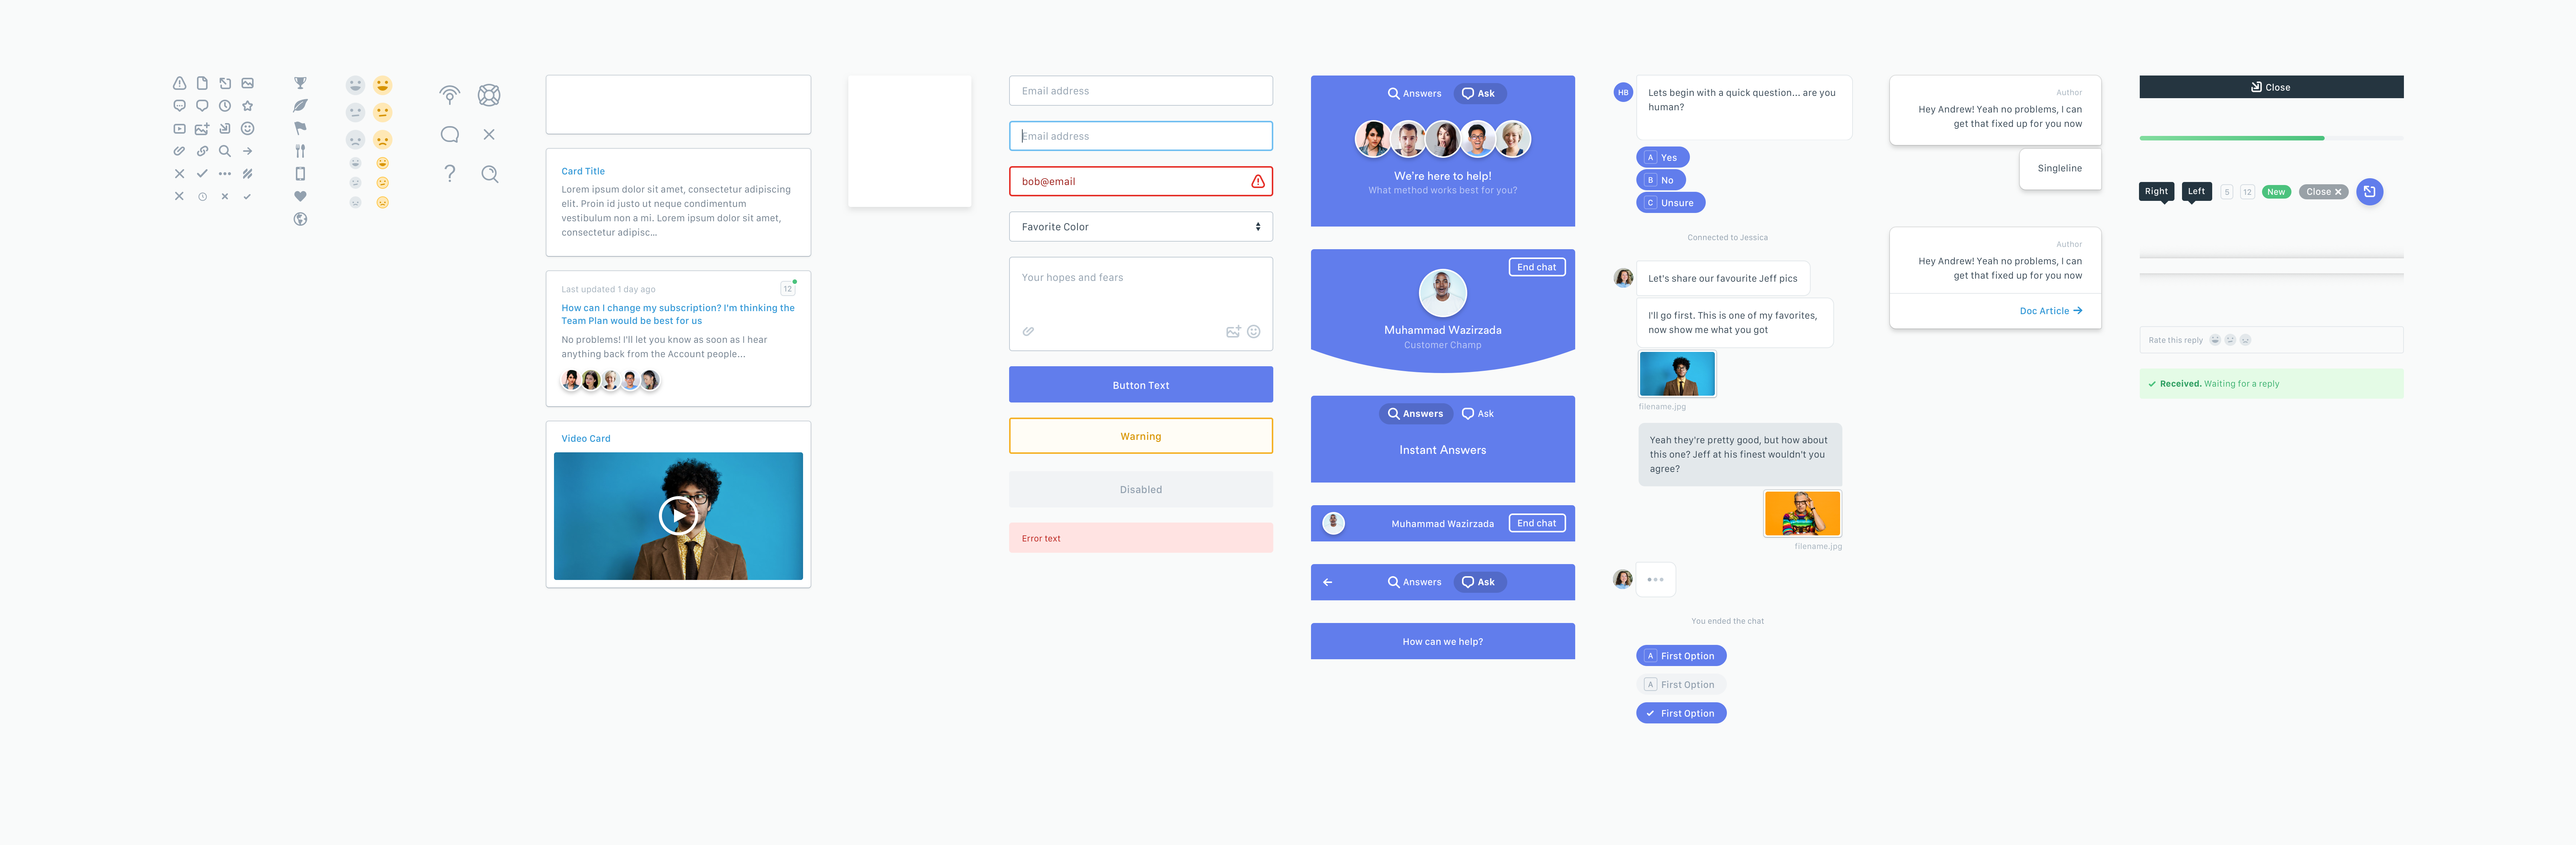 Card Title
Lorem ipsum dolor sit amet, consectetur adipiscing
elit. Proin id justo ut neque condimentum
vestibulum non a mi. Lorem ipsum dolor sit amet,
consectetur adipisc...
Last updated 1 day ago
12
How can I change my subscription? I'm thinking the
Team Plan would be best for us
No problems! I'll let you know as soon as I hear
anything back from the Account people...
Video Card
Email address
Email address
bob@email
Favorite Color
Your hopes and fears
Button Text
Warning
Disabled
Error text
Answers
Ask
We're here to help!
What method works best for you?
End chat
Muhammad Wazirzada
Customer Champ
Answers
Ask
Instant Answers
Muhammad Wazirzada
End chat
Answers
Ask
How can we help?
HB
Lets begin with a quick question... are you
human?
A Yes
B No
C Unsure
Connected to Jessica
Let's share our favourite Jeff pics
I'll go first. This is one of my favorites,
now show me what you got
filename.jpg
Yeah they're pretty good, but how about
this one? Jeff at his finest wouldn't you
agree?
filename.jpg
You ended the chat
A First Option
A First Option
First Option
Author
Hey Andrew! Yeah no problems, I can
get that fixed up for you now
Singleline
Author
Hey Andrew! Yeah no problems, I can
get that fixed up for you now
Doc Article
Close
Right
Left
5
12
New
Close
Rate this reply
Received. Waiting for a reply